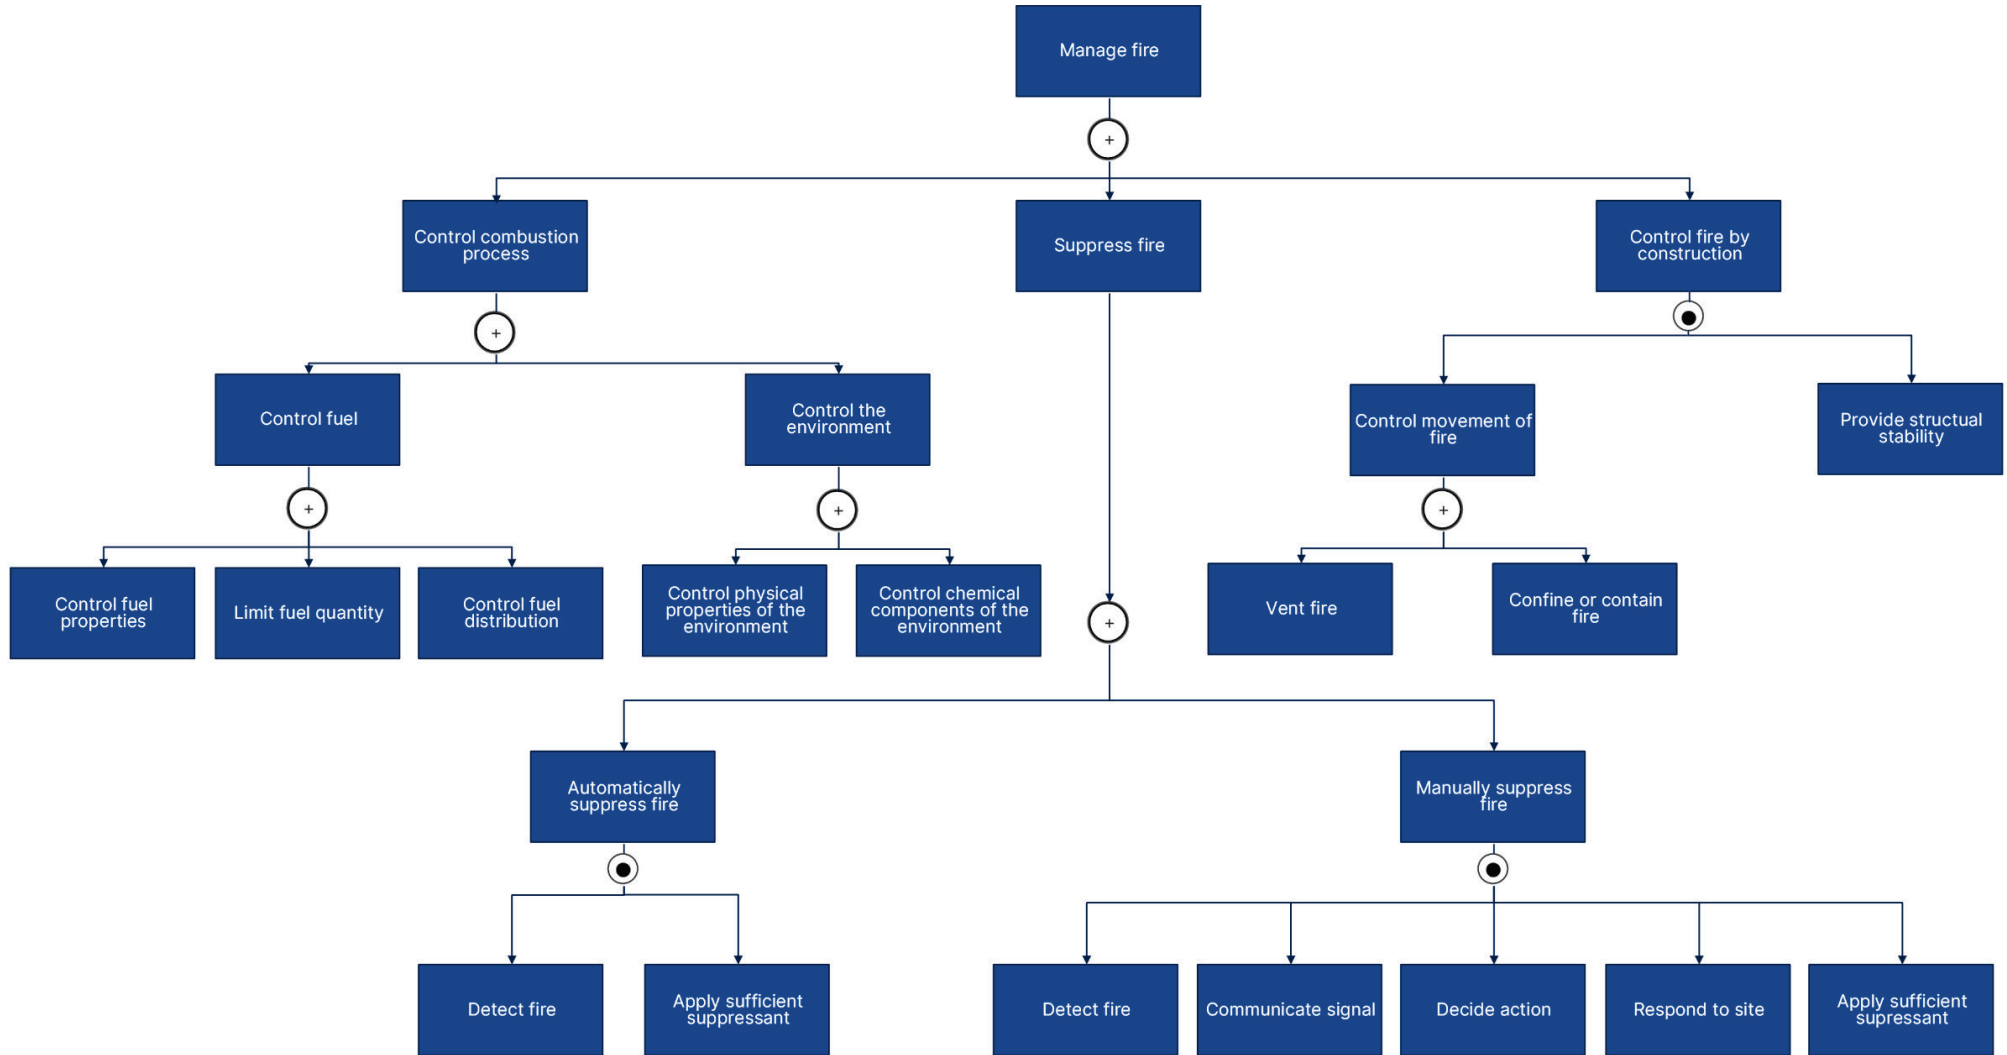 Manage fire
+
Control combustion
process
Suppress fire
Control fire by
construction
+
Control fuel
Control the
environment
Control movement of
fire
Provide structual
stability
+
+
+
Control fuel
properties
Limit fuel quantity
Control fuel
distribution
Control physical
properties of the
environment
Control chemical
components of the
environment
Vent fire
Confine or contain
fire
+
Automatically
suppress fire
Manually suppress
fire
Detect fire
Apply sufficient
suppressant
Detect fire
Communicate signal
Decide action
Respond to site
Apply sufficient
supressant